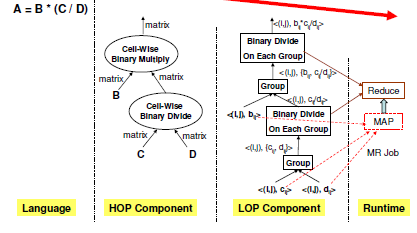 A = B * (C / D)
matrix
Cell-Wise
Binary Multiply
matrix
matrix
B
Cell-Wise
Binary Divide
matrix
matrix
C
D
<(i,j), bij*cij/dij>
Binary Divide
On Each Group
<(i,j), {bij, cij/dij}>
Group
<(i,j), bij>
<(i,j), cij/dij>
Binary Divide
On Each Group
<(i,j), {cij, dij}>
Group
<(i,j), cij>
<(i,j), dij>
Reduce
MAP
MR Job
Language
HOP Component
LOP Component
Runtime